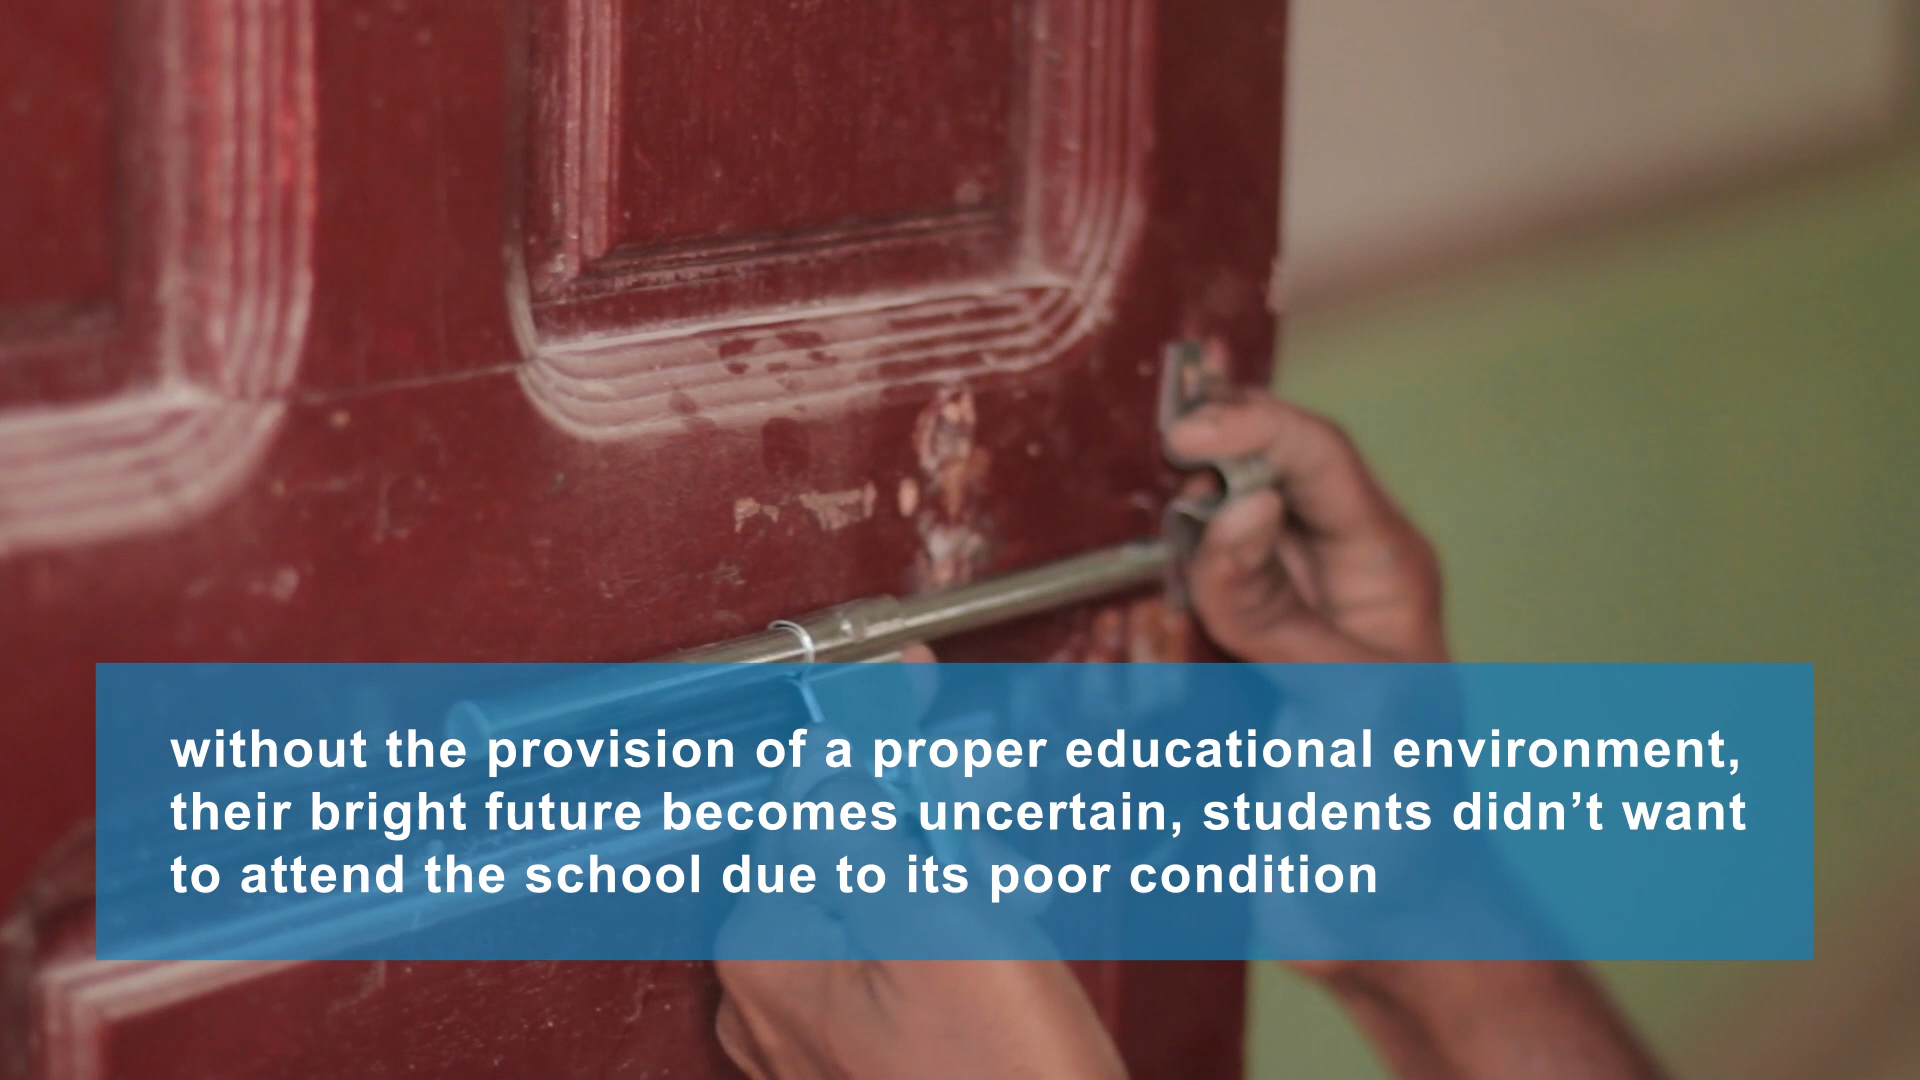 without the provision of a proper educational environment,
their bright future becomes uncertain, students didn’t want
to attend the school due to its poor condition